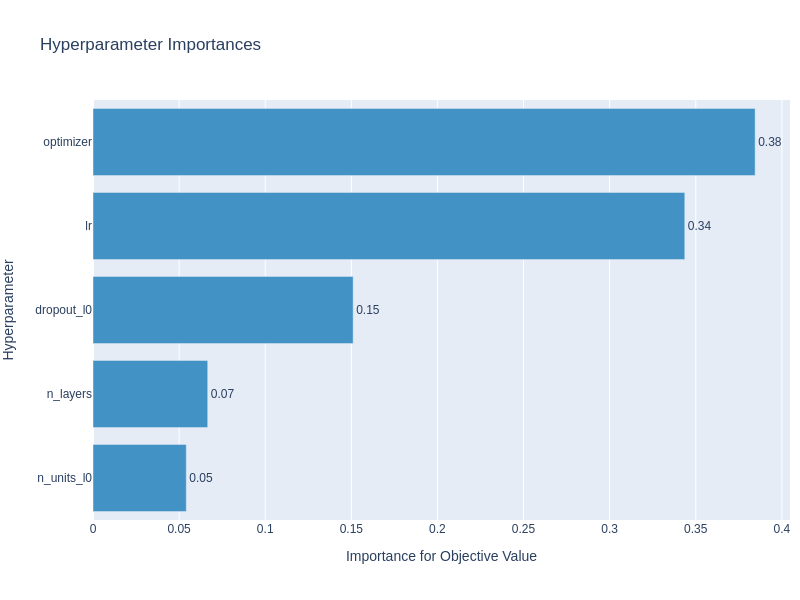 Hyperparameter Importances
Hyperparameter
optimizer
0.38
lr
0.34
dropout_l0
0.15
n_layers
0.07
n_units_l0
0.05
0 0.05 0.1 0.15 0.2 0.25 0.3 0.35 0.4
Importance for Objective Value